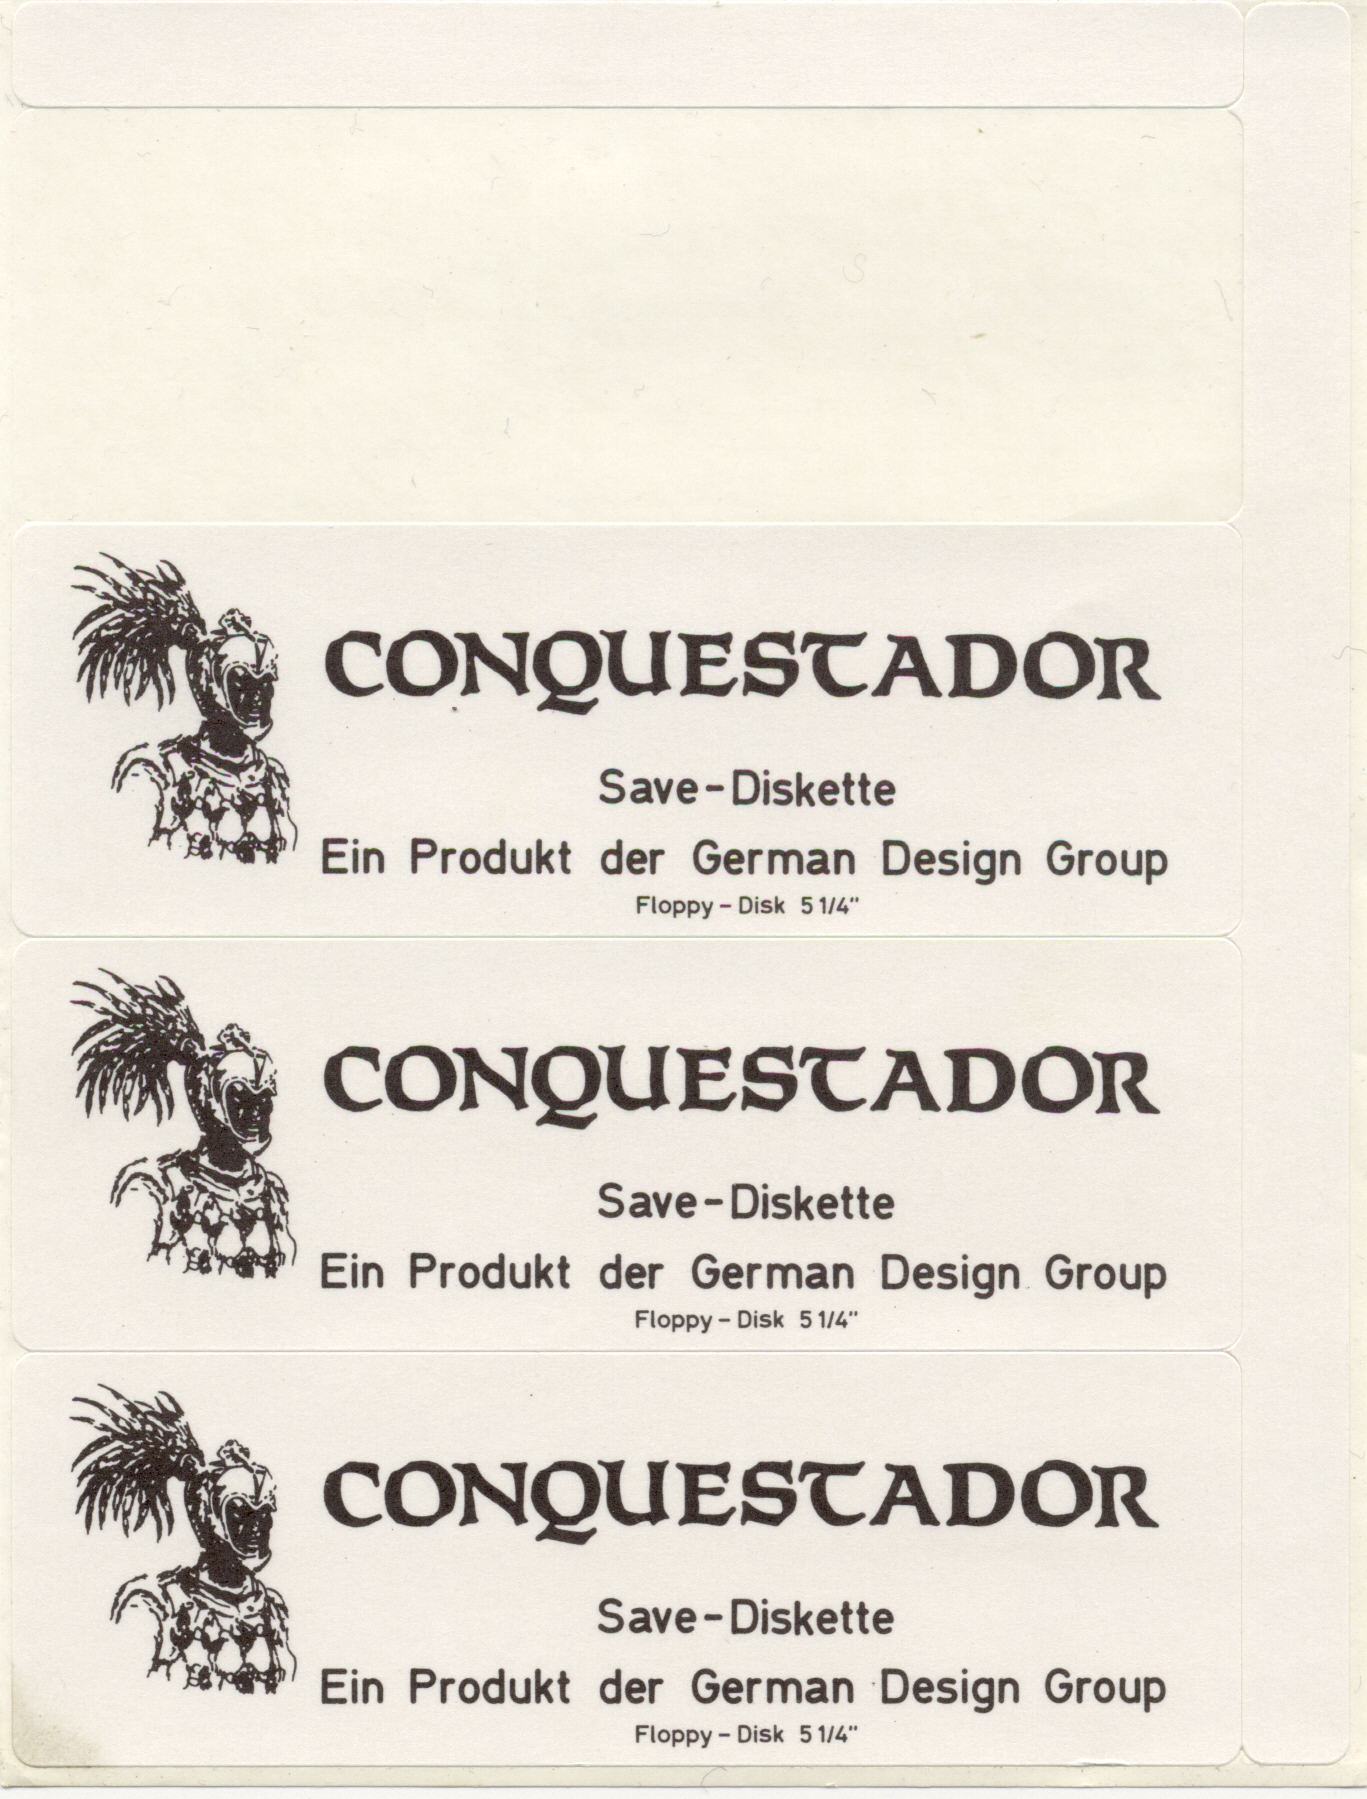 CONQUESTADOR
Save-Diskette
Ein Produkt der German Design Group
Floppy-Disk 5 1/4"
CONQUESTADOR
Save-Diskette
Ein Produkt der German Design Group
Floppy-Disk 5 1/4"
CONQUESTADOR
Save-Diskette
Ein Produkt der German Design Group
Floppy-Disk 5 1/4"